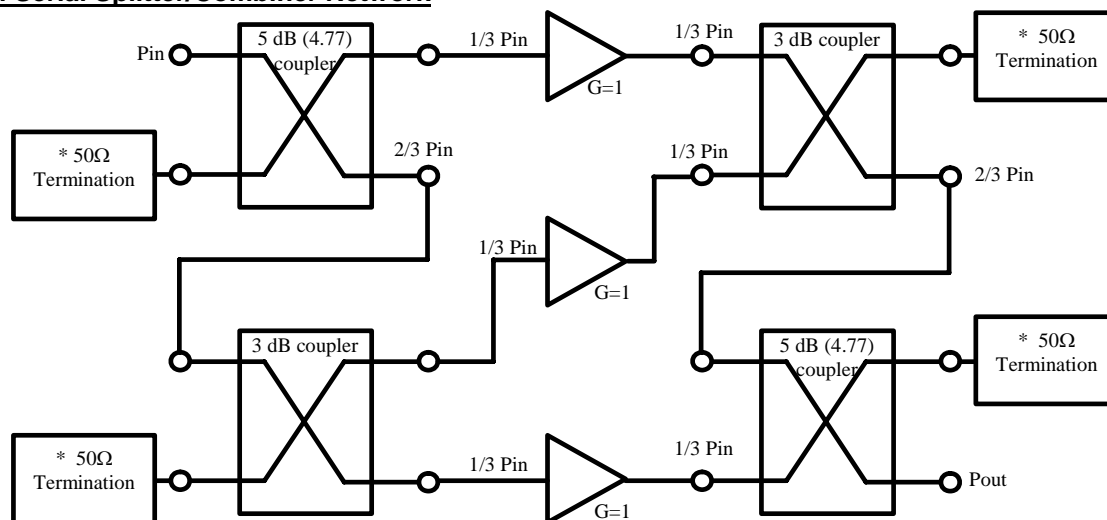 Serial Splitter/Combiner Network
Pin
5 dB (4.77)
coupler
1/3 Pin
G=1
1/3 Pin
3 dB coupler
* 50Ω
Termination
* 50Ω
Termination
2/3 Pin
1/3 Pin
2/3 Pin
1/3 Pin
G=1
3 dB coupler
5 dB (4.77)
coupler
* 50Ω
Termination
* 50Ω
Termination
1/3 Pin
G=1
1/3 Pin
Pout